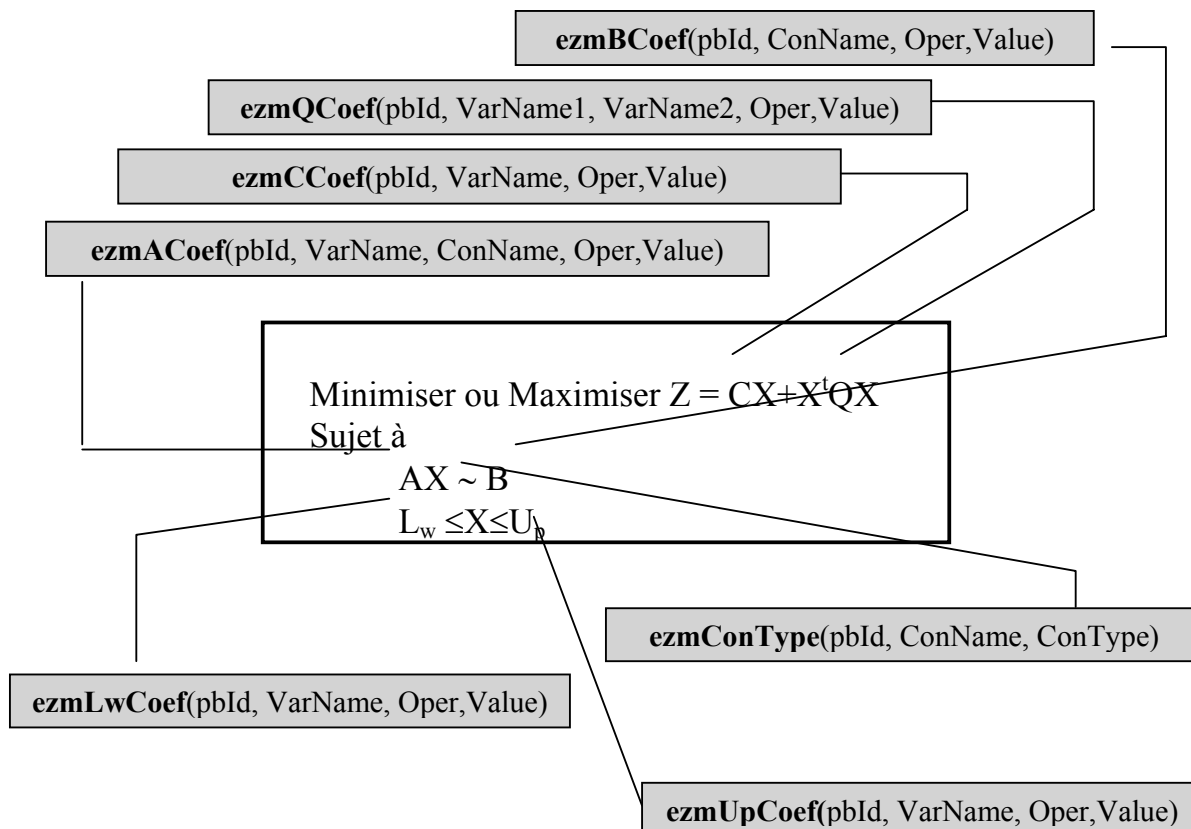 ezmBCoef(pbId, ConName, Oper,Value)
ezmQCoef(pbId, VarName1, VarName2, Oper,Value)
ezmCCoef(pbId, VarName, Oper,Value)
ezmACoef(pbId, VarName, ConName, Oper,Value)
Minimiser ou Maximiser Z = CX+XᵗQX
Sujet à
AX ~ B
L_w ≤X≤U_p
ezmConType(pbId, ConName, ConType)
ezmLwCoef(pbId, VarName, Oper,Value)
ezmUpCoef(pbId, VarName, Oper,Value)